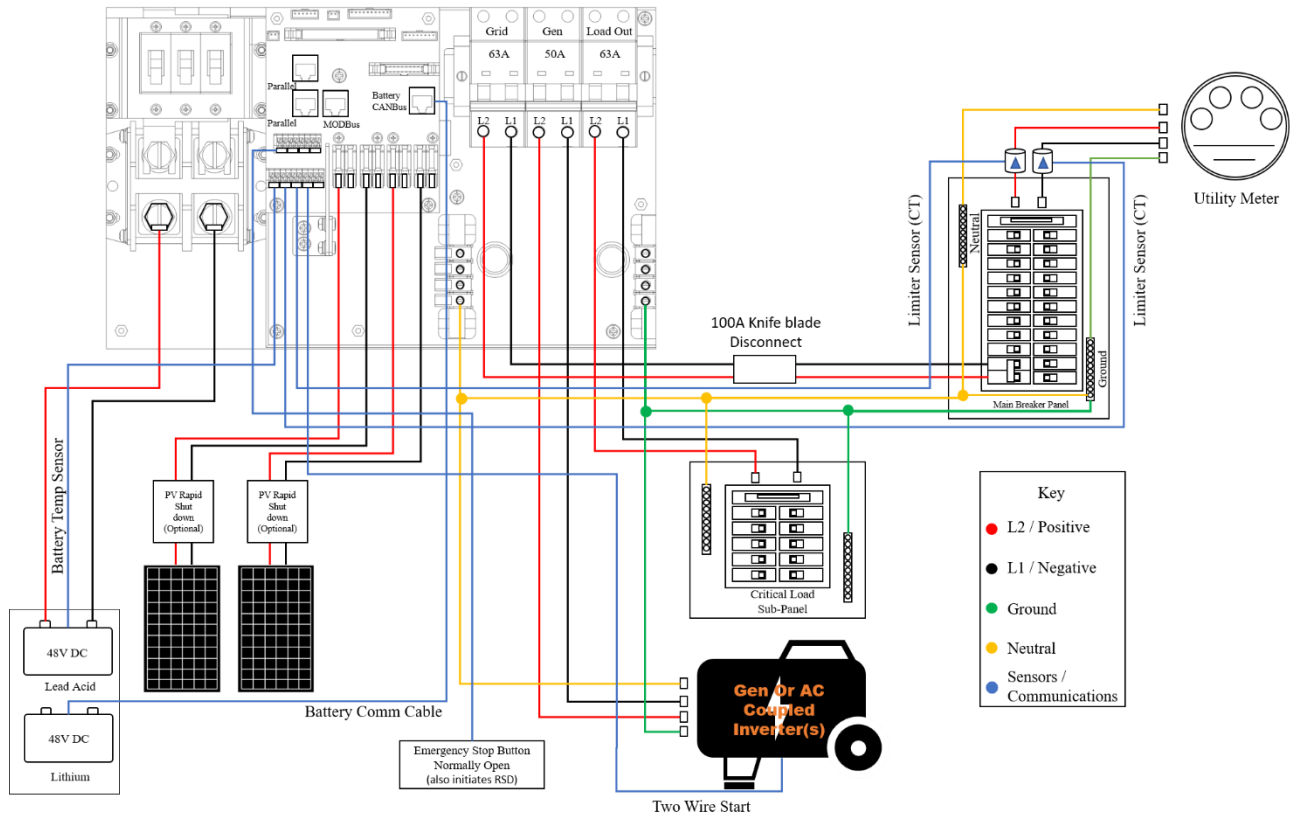 Grid Gen Load Out
63A 50A 63A
L2 L1 L2 L1 L2 L1
Parallel
Parallel
MODBus
Battery
CANBus
Utility Meter
Limiter Sensor (CT)
Limiter Sensor (CT)
Neutral
Ground
Main Breaker Panel
100A Knife blade
Disconnect
Battery Temp Sensor
PV Rapid
Shut
down
(Optional)
PV Rapid
Shut
down
(Optional)
Critical Load
Sub-Panel
Key
L2 / Positive
L1 / Negative
Ground
Neutral
Sensors /
Communications
48V DC
Lead Acid
48V DC
Lithium
Battery Comm Cable
Emergency Stop Button
Normally Open
(also initiates RSD)
Gen Or AC
Coupled
Inverter(s)
Two Wire Start